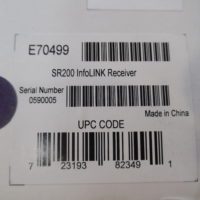 E70499
SR200 InfoLINK Receiver
Serial Number
0590005
Made in China
UPC CODE
7 23193 82349 1